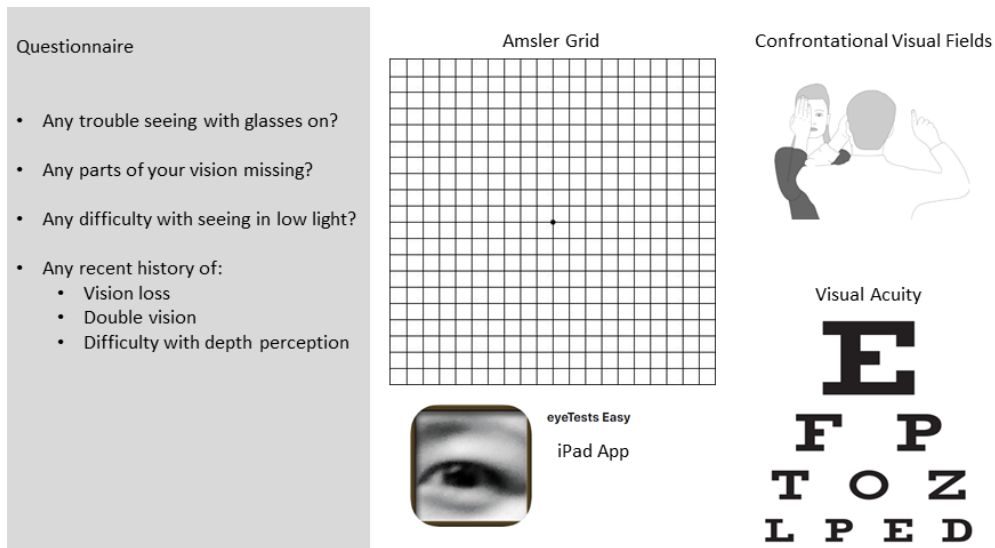 Questionnaire
• Any trouble seeing with glasses on?
• Any parts of your vision missing?
• Any difficulty with seeing in low light?
• Any recent history of:
• Vision loss
• Double vision
• Difficulty with depth perception
Amsler Grid
eyeTests Easy
iPad App
Confrontational Visual Fields
Visual Acuity
E
F P
T O Z
L P E D